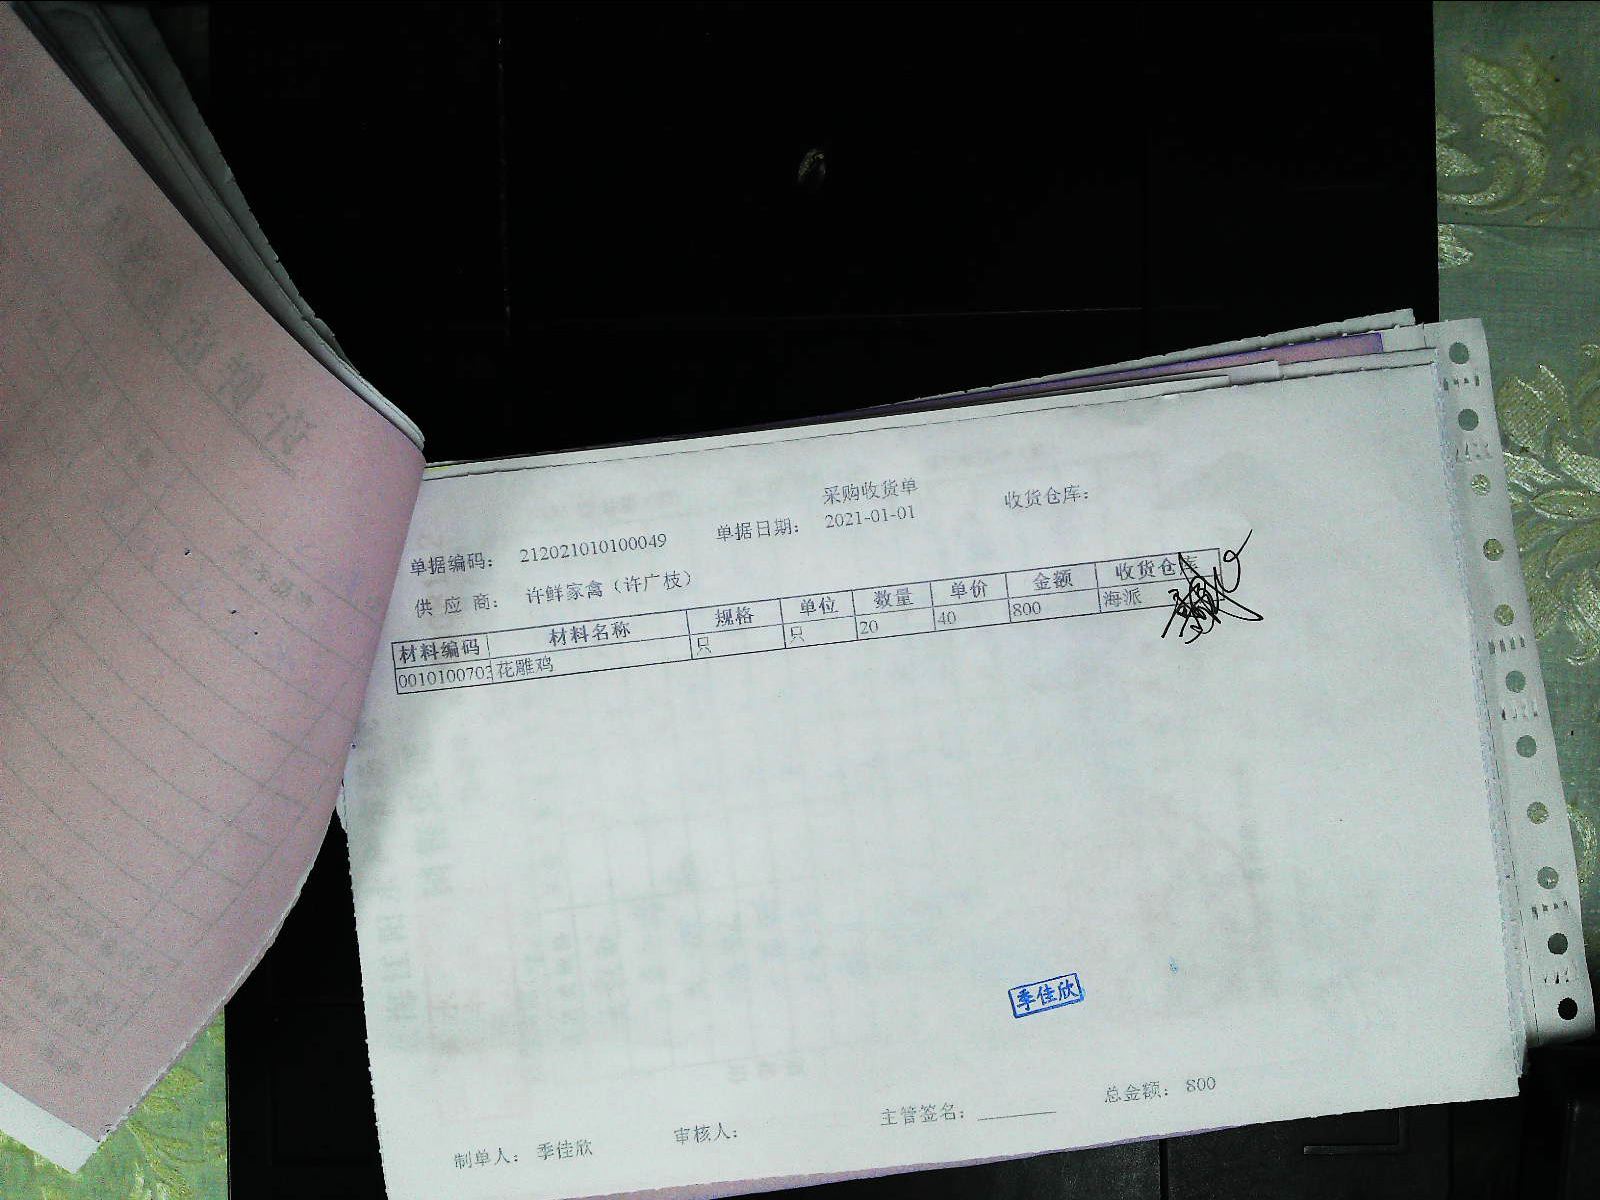 采购收货单
单据编码: 212021010100049 单据日期: 2021-01-01 收货仓库:
供 应 商: 许鲜家禽（许广枝）
材料编码 材料名称 规格 单位 数量 单价 金额 收货仓库
0010100703 花雕鸡 只 只 20 40 800 海派
季佳欣
总金额: 800
制单人: 季佳欣 审核人: 主管签名: